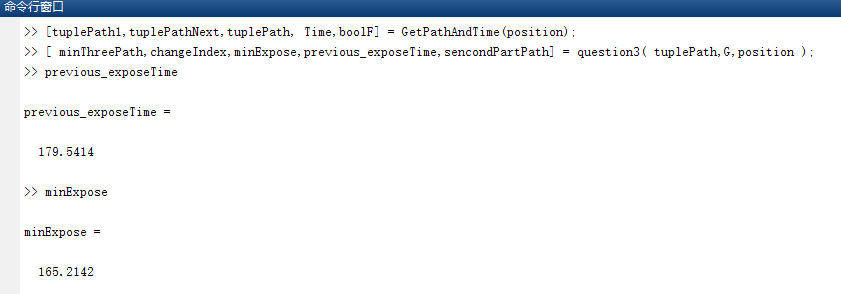 命令行窗口
>> [tuplePath1,tuplePathNext,tuplePath, Time,boolF] = GetPathAndTime(position);
>> [ minThreePath,changeIndex,minExpose,previous_exposeTime,sencondPartPath] = question3( tuplePath,G,position );
>> previous_exposeTime
previous_exposeTime =
179.5414
>> minExpose
minExpose =
165.2142